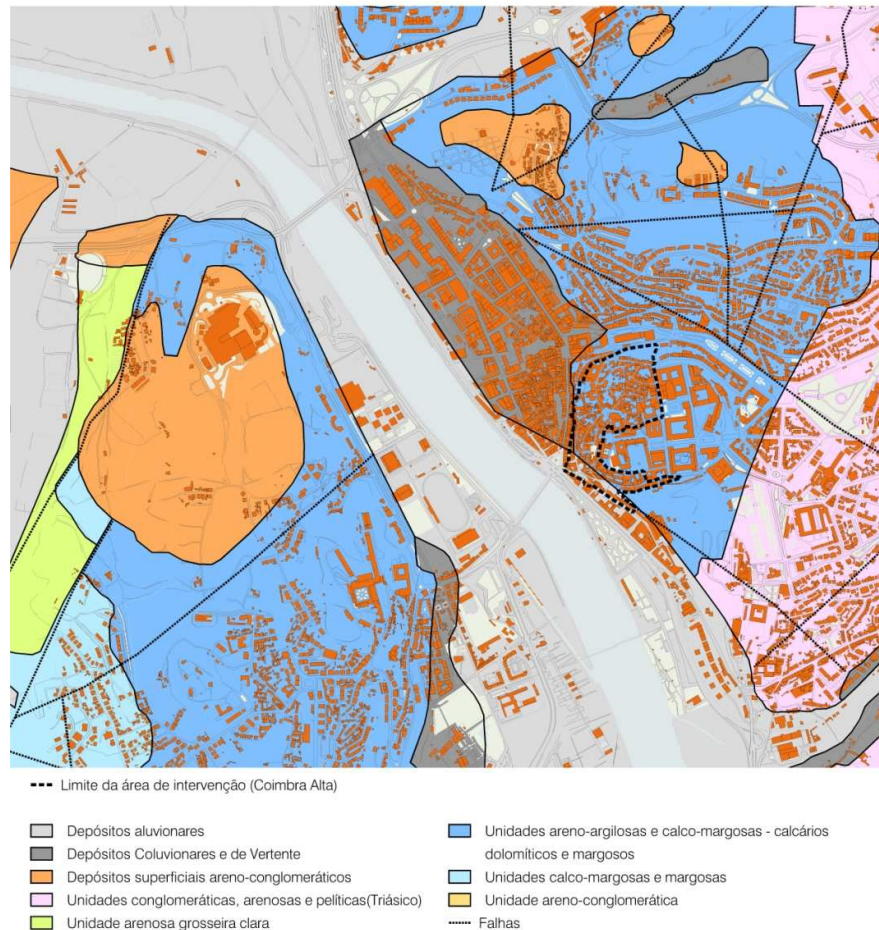 Limite da área de intervenção (Coimbra Alta)
Depósitos aluvionares
Depósitos Coluvionares e de Vertente
Depósitos superficiais areno-conglomeráticos
Unidades conglomeráticas, arenosas e pelíticas(Triásico)
Unidade arenosa grosseira clara
Unidades areno-argilosas e calco-margosas - calcários
dolomíticos e margosos
Unidades calco-margosas e margosas
Unidade areno-conglomerática
Falhas